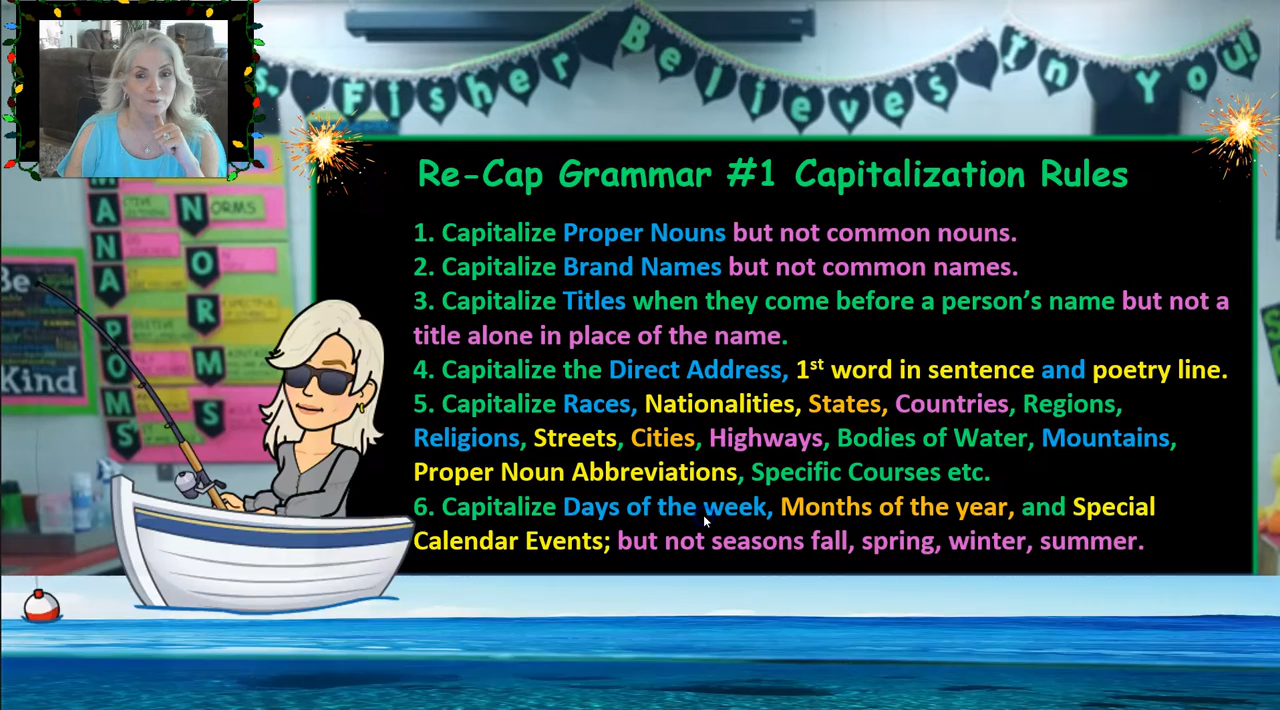 s. Fisher Believes In You!
Re-Cap Grammar #1 Capitalization Rules
1. Capitalize Proper Nouns but not common nouns.
2. Capitalize Brand Names but not common names.
3. Capitalize Titles when they come before a person’s name but not a
title alone in place of the name.
4. Capitalize the Direct Address, 1st word in sentence and poetry line.
5. Capitalize Races, Nationalities, States, Countries, Regions,
Religions, Streets, Cities, Highways, Bodies of Water, Mountains,
Proper Noun Abbreviations, Specific Courses etc.
6. Capitalize Days of the week, Months of the year, and Special
Calendar Events; but not seasons fall, spring, winter, summer.
MANAPOMS
NORMS
ORMS
Be
Kind